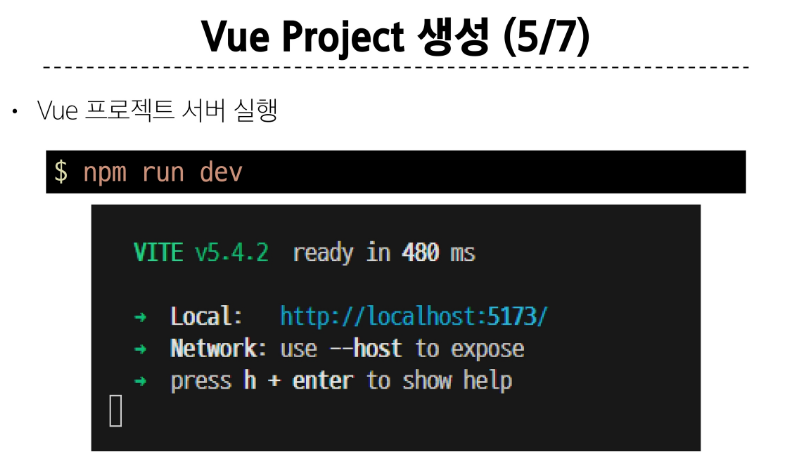 Vue Project 생성 (5/7)
• Vue 프로젝트 서버 실행
$ npm run dev
VITE v5.4.2 ready in 480 ms
➜ Local: http://localhost:5173/
➜ Network: use --host to expose
➜ press h + enter to show help